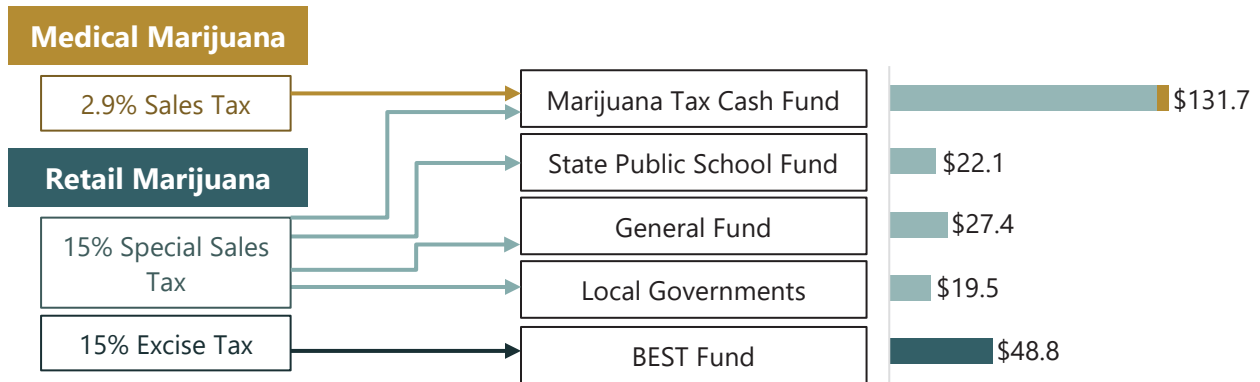 Medical Marijuana
2.9% Sales Tax
Retail Marijuana
15% Special Sales
Tax
15% Excise Tax
Marijuana Tax Cash Fund
State Public School Fund
General Fund
Local Governments
BEST Fund
$131.7
$22.1
$27.4
$19.5
$48.8